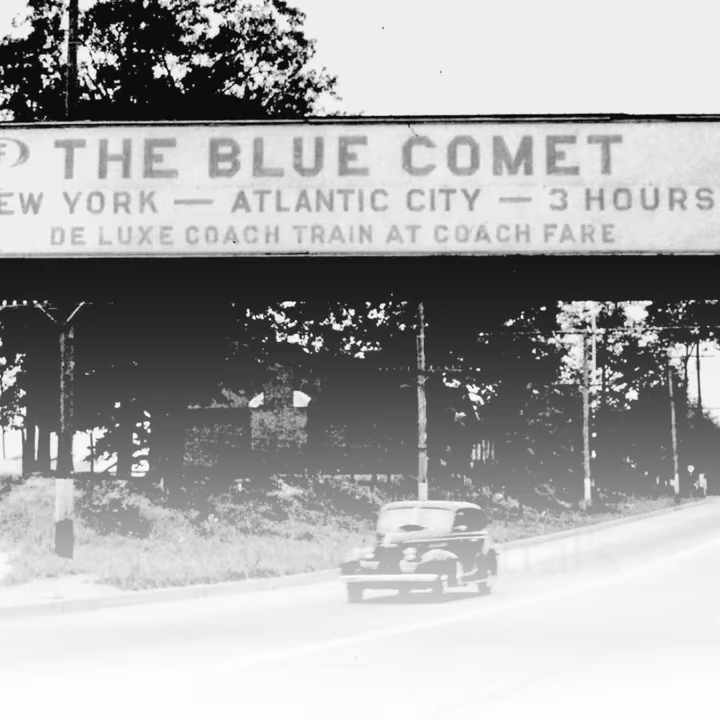 THE BLUE COMET
EW YORK — ATLANTIC CITY — 3 HOURS
DE LUXE COACH TRAIN AT COACH FARE